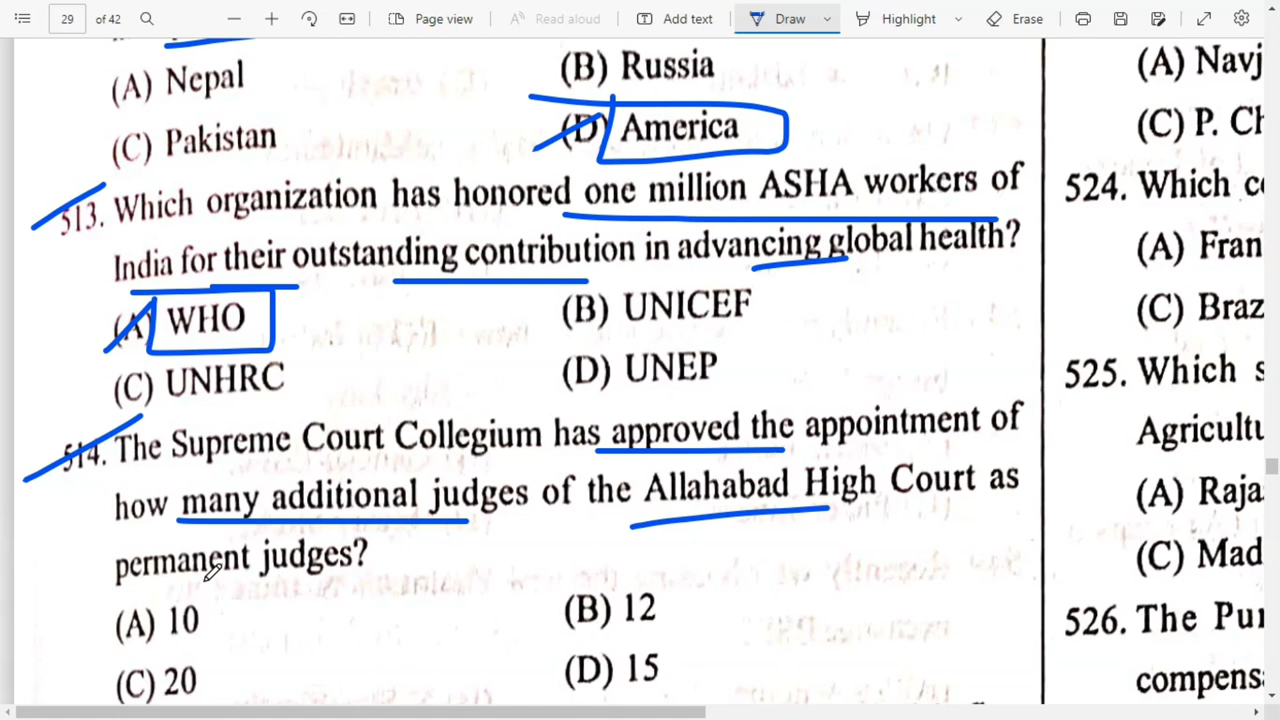 29 of 42 Page view Read aloud Add text Draw Highlight Erase
(A) Nepal (B) Russia
(C) Pakistan (D) America
513. Which organization has honored one million ASHA workers of
India for their outstanding contribution in advancing global health?
(A) WHO (B) UNICEF
(C) UNHRC (D) UNEP
514. The Supreme Court Collegium has approved the appointment of
how many additional judges of the Allahabad High Court as
permanent judges?
(A) 10 (B) 12
(C) 20 (D) 15
(A) Navj
(C) P. Ch
524. Which c
(A) Fran
(C) Braz
525. Which s
Agricultu
(A) Raja
(C) Mad
526. The Pu
compensa